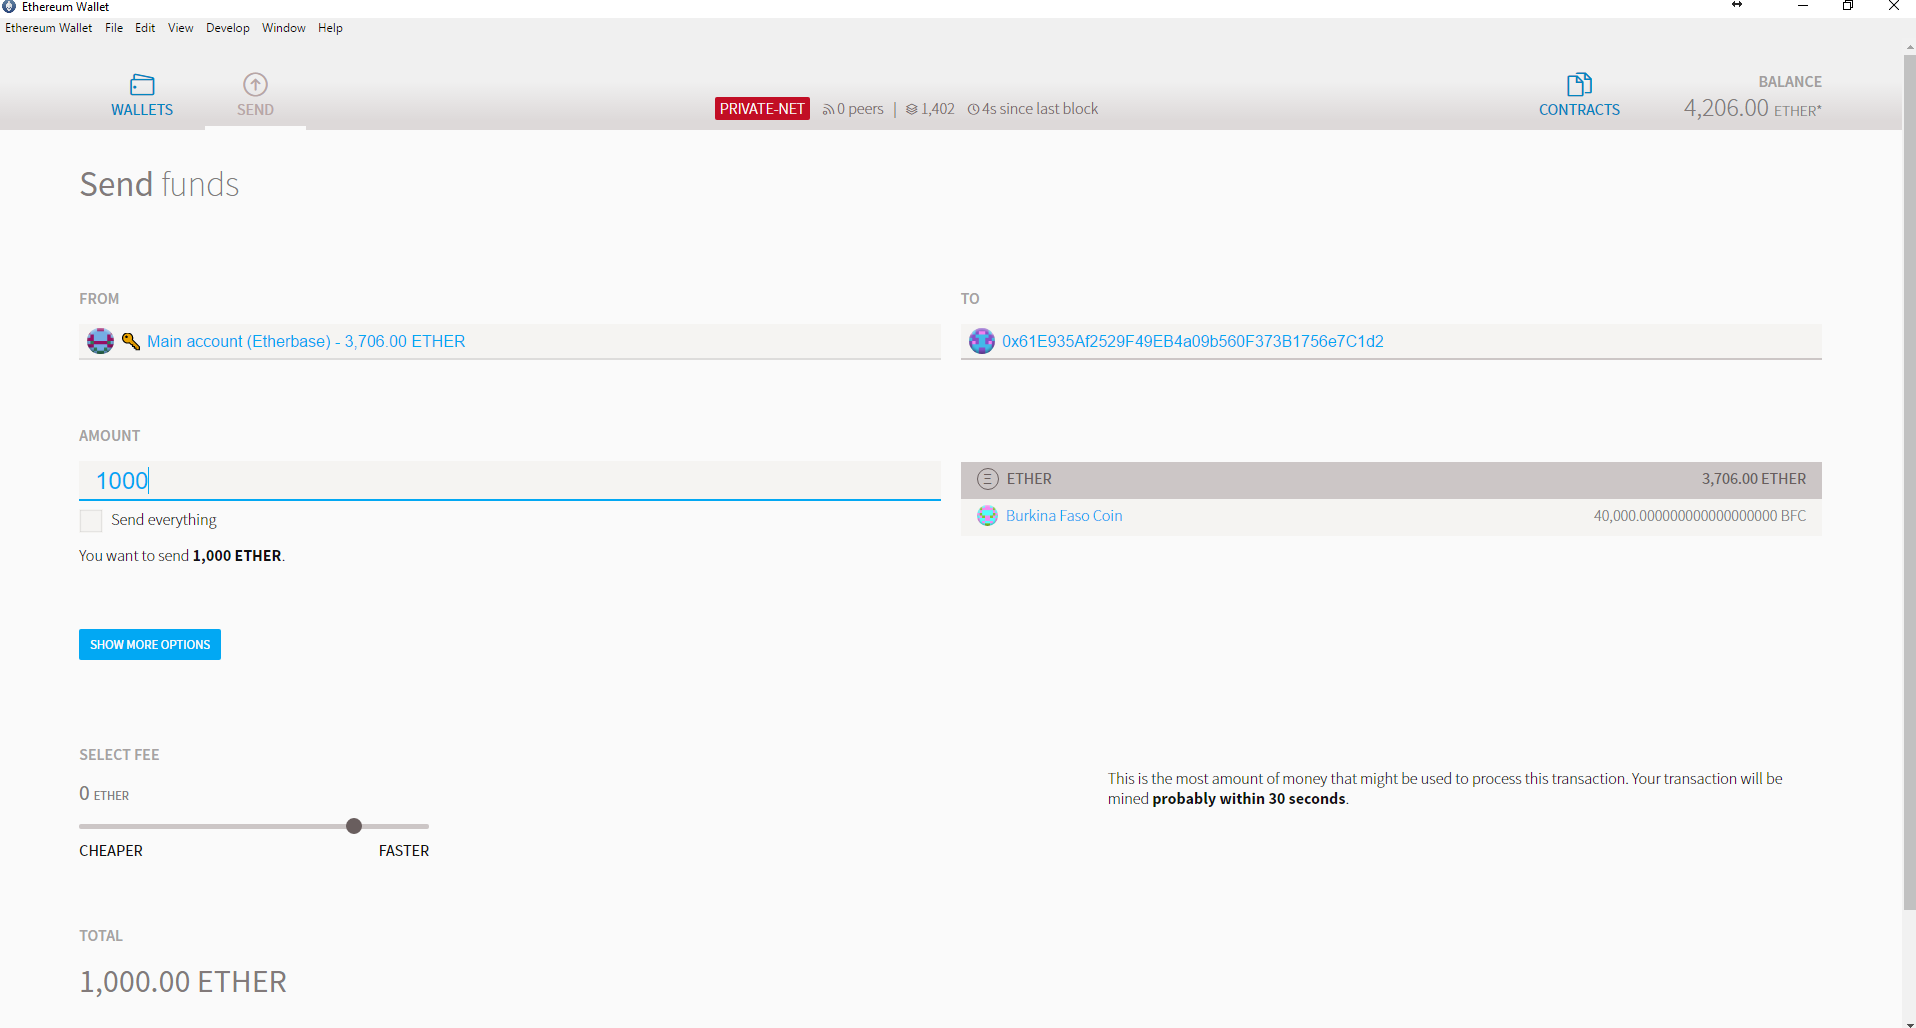 Ethereum Wallet
Ethereum Wallet File Edit View Develop Window Help
WALLETS
SEND
PRIVATE-NET 0 peers | 1,402 4s since last block
CONTRACTS
BALANCE
4,206.00 ETHER*
Send funds
FROM
Main account (Etherbase) - 3,706.00 ETHER
TO
0x61E935Af2529F49EB4a09b560F373B1756e7C1d2
AMOUNT
1000
Send everything
You want to send 1,000 ETHER.
ETHER 3,706.00 ETHER
Burkina Faso Coin 40,000.000000000000000000 BFC
SHOW MORE OPTIONS
SELECT FEE
0 ETHER
CHEAPER FASTER
This is the most amount of money that might be used to process this transaction. Your transaction will be
mined probably within 30 seconds.
TOTAL
1,000.00 ETHER